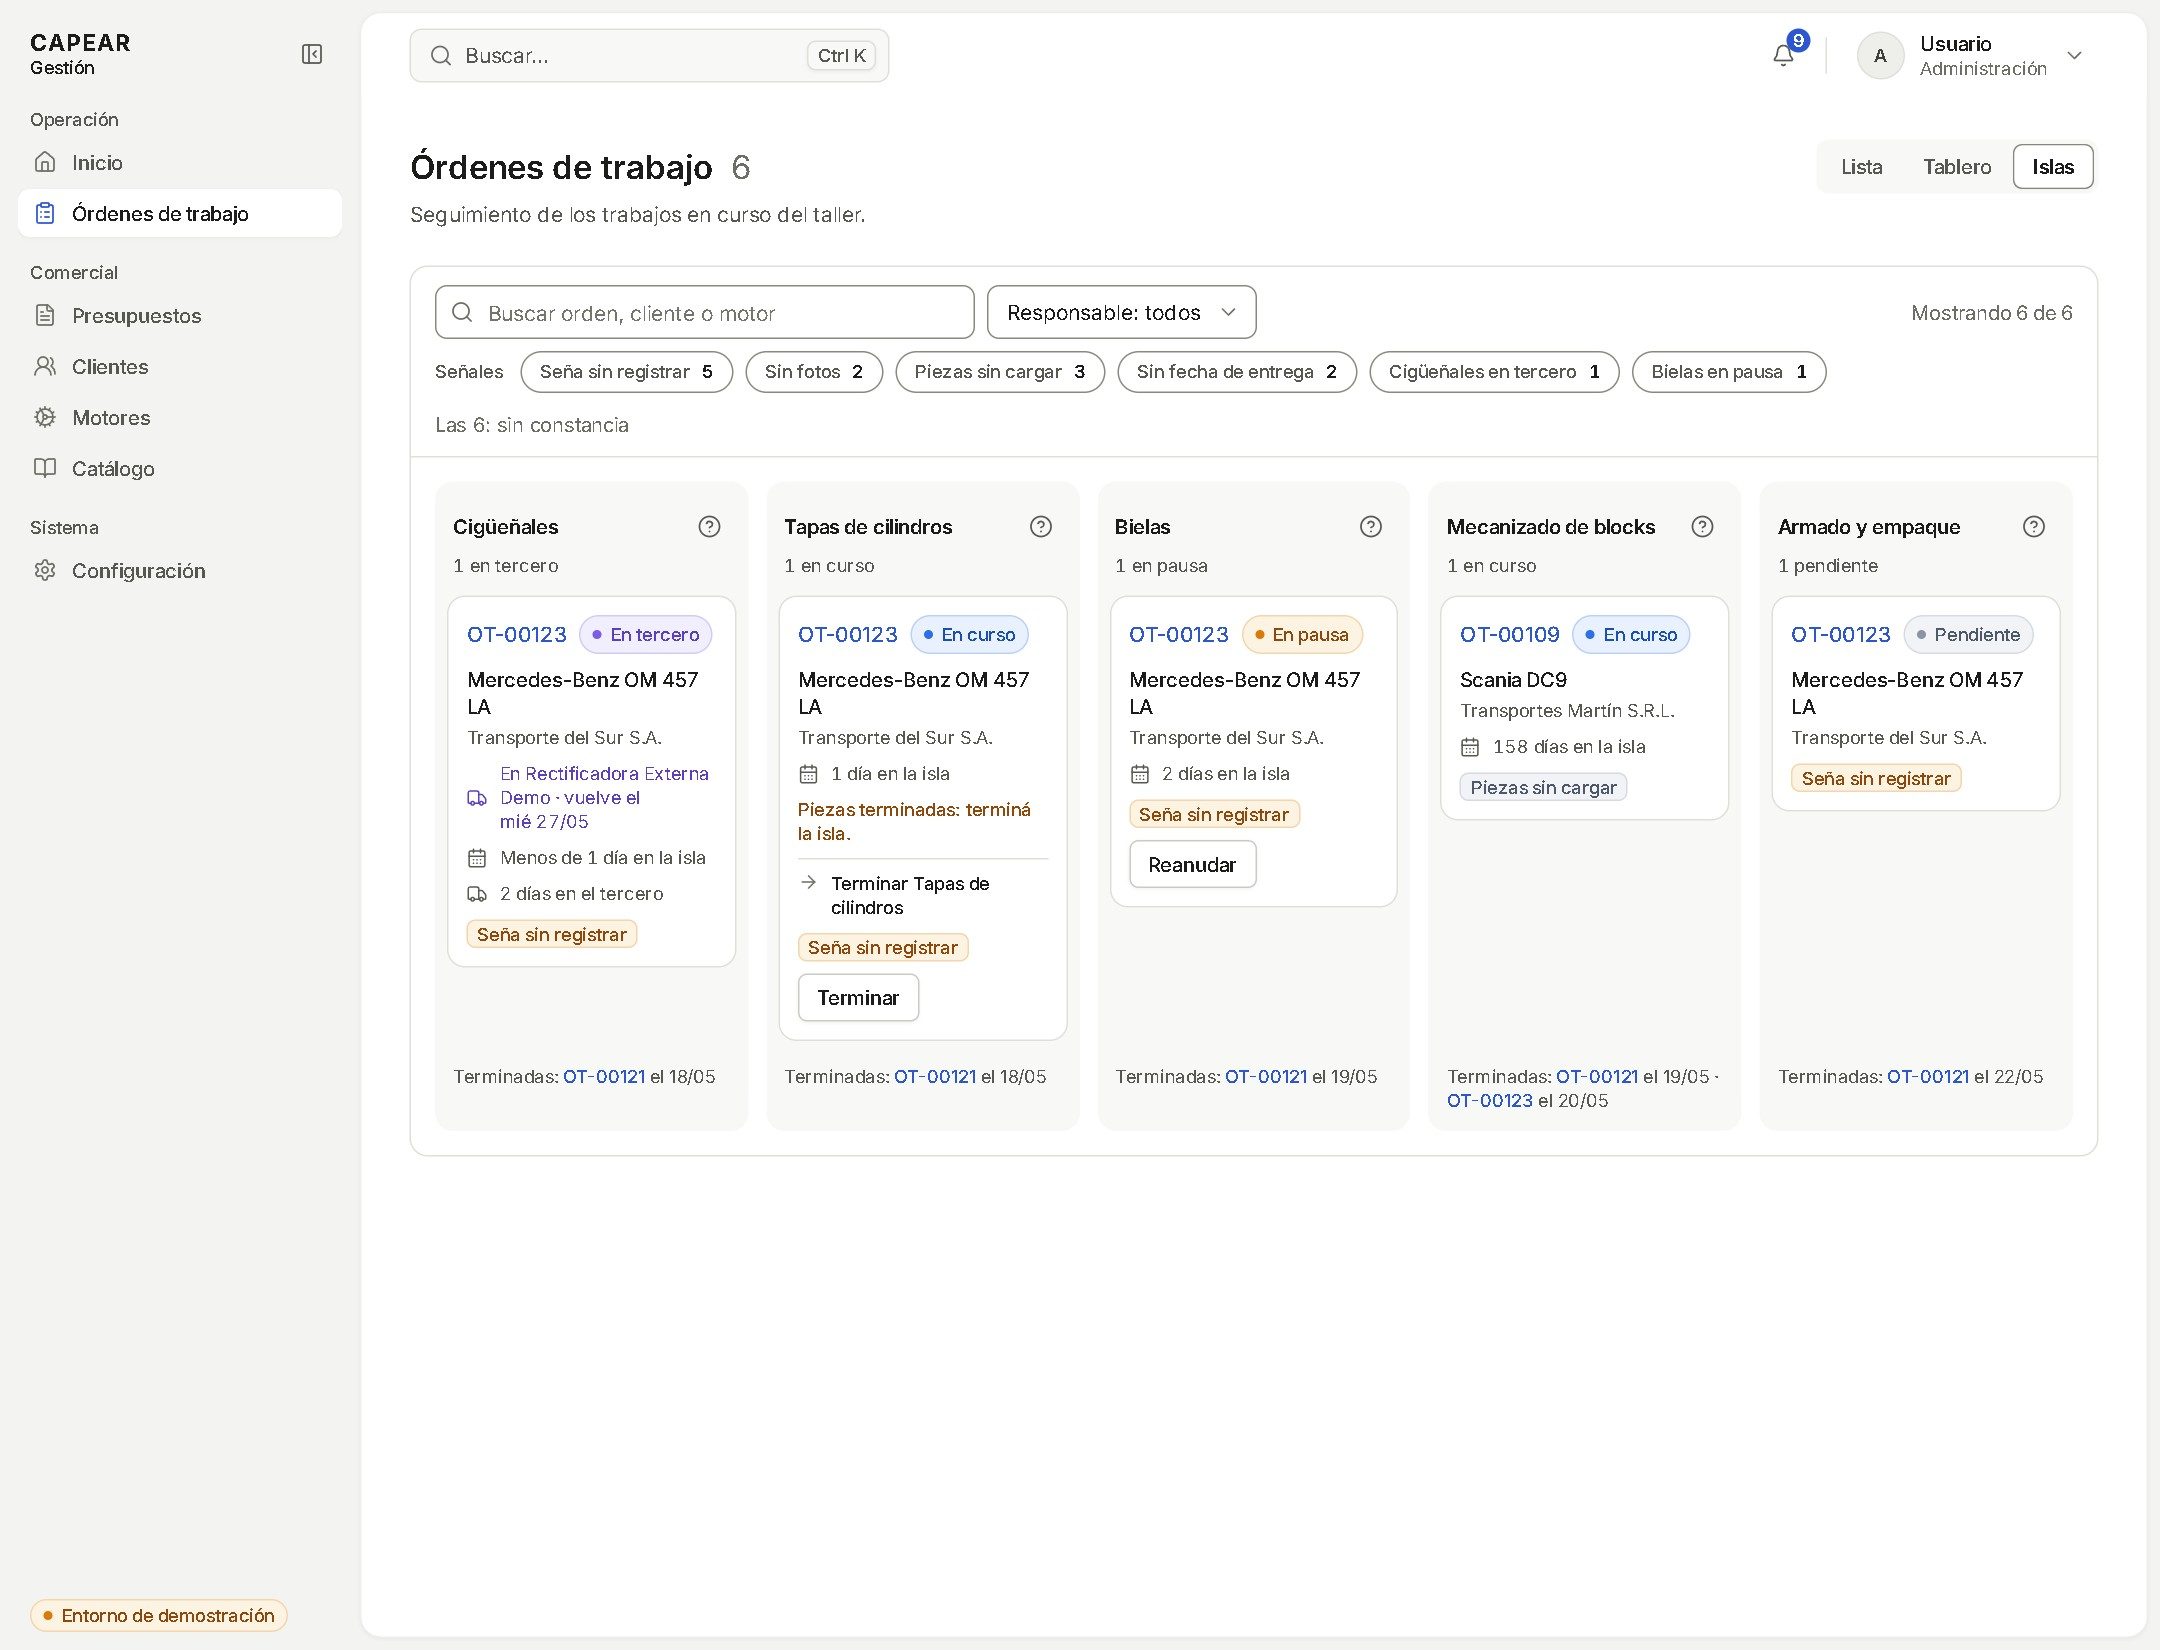 CAPEAR
Gestión
Operación
Inicio
Órdenes de trabajo
Comercial
Presupuestos
Clientes
Motores
Catálogo
Sistema
Configuración
Entorno de demostración
Buscar...
Ctrl K
9
A
Usuario
Administración
Órdenes de trabajo 6
Seguimiento de los trabajos en curso del taller.
Lista
Tablero
Islas
Buscar orden, cliente o motor
Responsable: todos
Mostrando 6 de 6
Señales
Seña sin registrar 5
Sin fotos 2
Piezas sin cargar 3
Sin fecha de entrega 2
Cigüeñales en tercero 1
Bielas en pausa 1
Las 6: sin constancia
Cigüeñales
1 en tercero
OT-00123
En tercero
Mercedes-Benz OM 457
LA
Transporte del Sur S.A.
En Rectificadora Externa
Demo · vuelve el
mié 27/05
Menos de 1 día en la isla
2 días en el tercero
Seña sin registrar
Terminadas: OT-00121 el 18/05
Tapas de cilindros
1 en curso
OT-00123
En curso
Mercedes-Benz OM 457
LA
Transporte del Sur S.A.
1 día en la isla
Piezas terminadas: terminá
la isla.
Terminar Tapas de
cilindros
Seña sin registrar
Terminar
Terminadas: OT-00121 el 18/05
Bielas
1 en pausa
OT-00123
En pausa
Mercedes-Benz OM 457
LA
Transporte del Sur S.A.
2 días en la isla
Seña sin registrar
Reanudar
Terminadas: OT-00121 el 19/05
Mecanizado de blocks
1 en curso
OT-00109
En curso
Scania DC9
Transportes Martín S.R.L.
158 días en la isla
Piezas sin cargar
Terminadas: OT-00121 el 19/05 ·
OT-00123 el 20/05
Armado y empaque
1 pendiente
OT-00123
Pendiente
Mercedes-Benz OM 457
LA
Transporte del Sur S.A.
Seña sin registrar
Terminadas: OT-00121 el 22/05